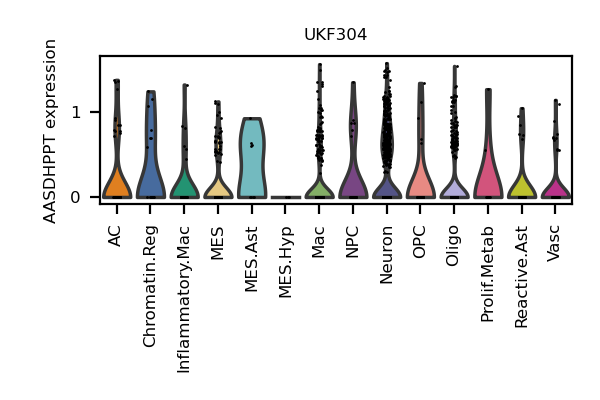 UKF304
AASDHPPT expression
1
0
AC
Chromatin.Reg
Inflammatory.Mac
MES
MES.Ast
MES.Hyp
Mac
NPC
Neuron
OPC
Oligo
Prolif.Metab
Reactive.Ast
Vasc